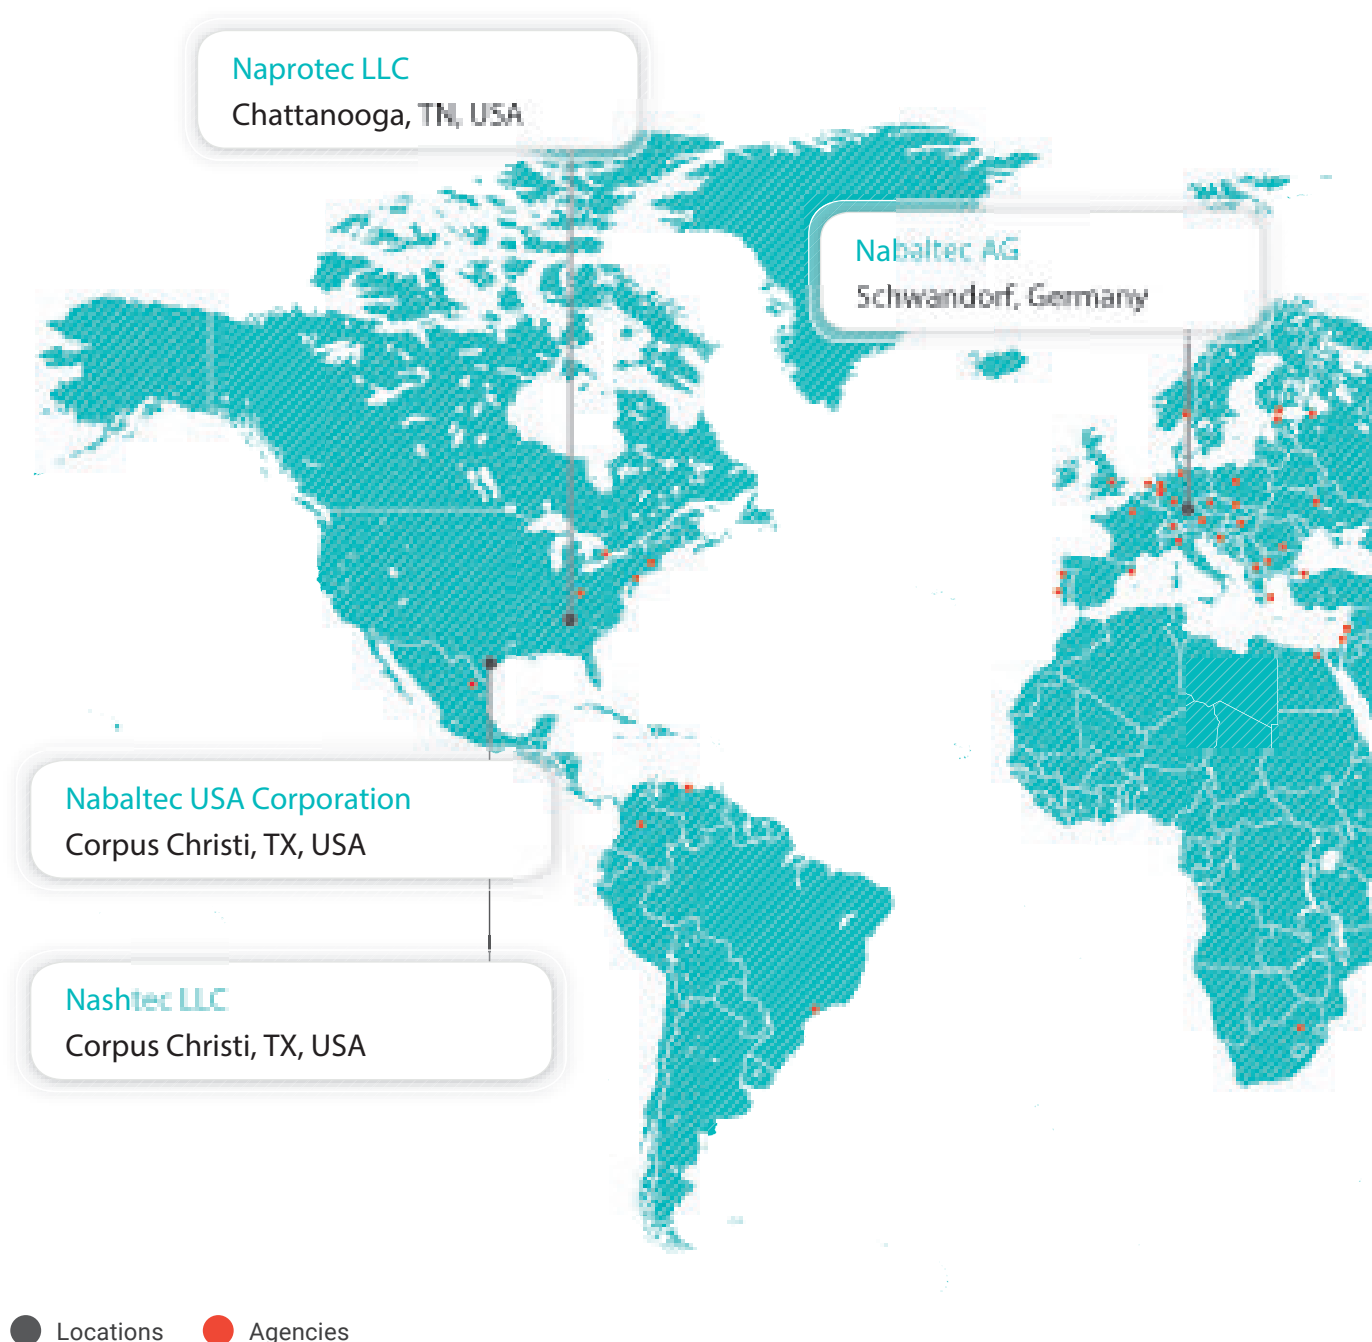 Naprotec LLC
Chattanooga, TN, USA
Nabaltec AG
Schwandorf, Germany
Nabaltec USA Corporation
Corpus Christi, TX, USA
Nashtec LLC
Corpus Christi, TX, USA
Locations
Agencies